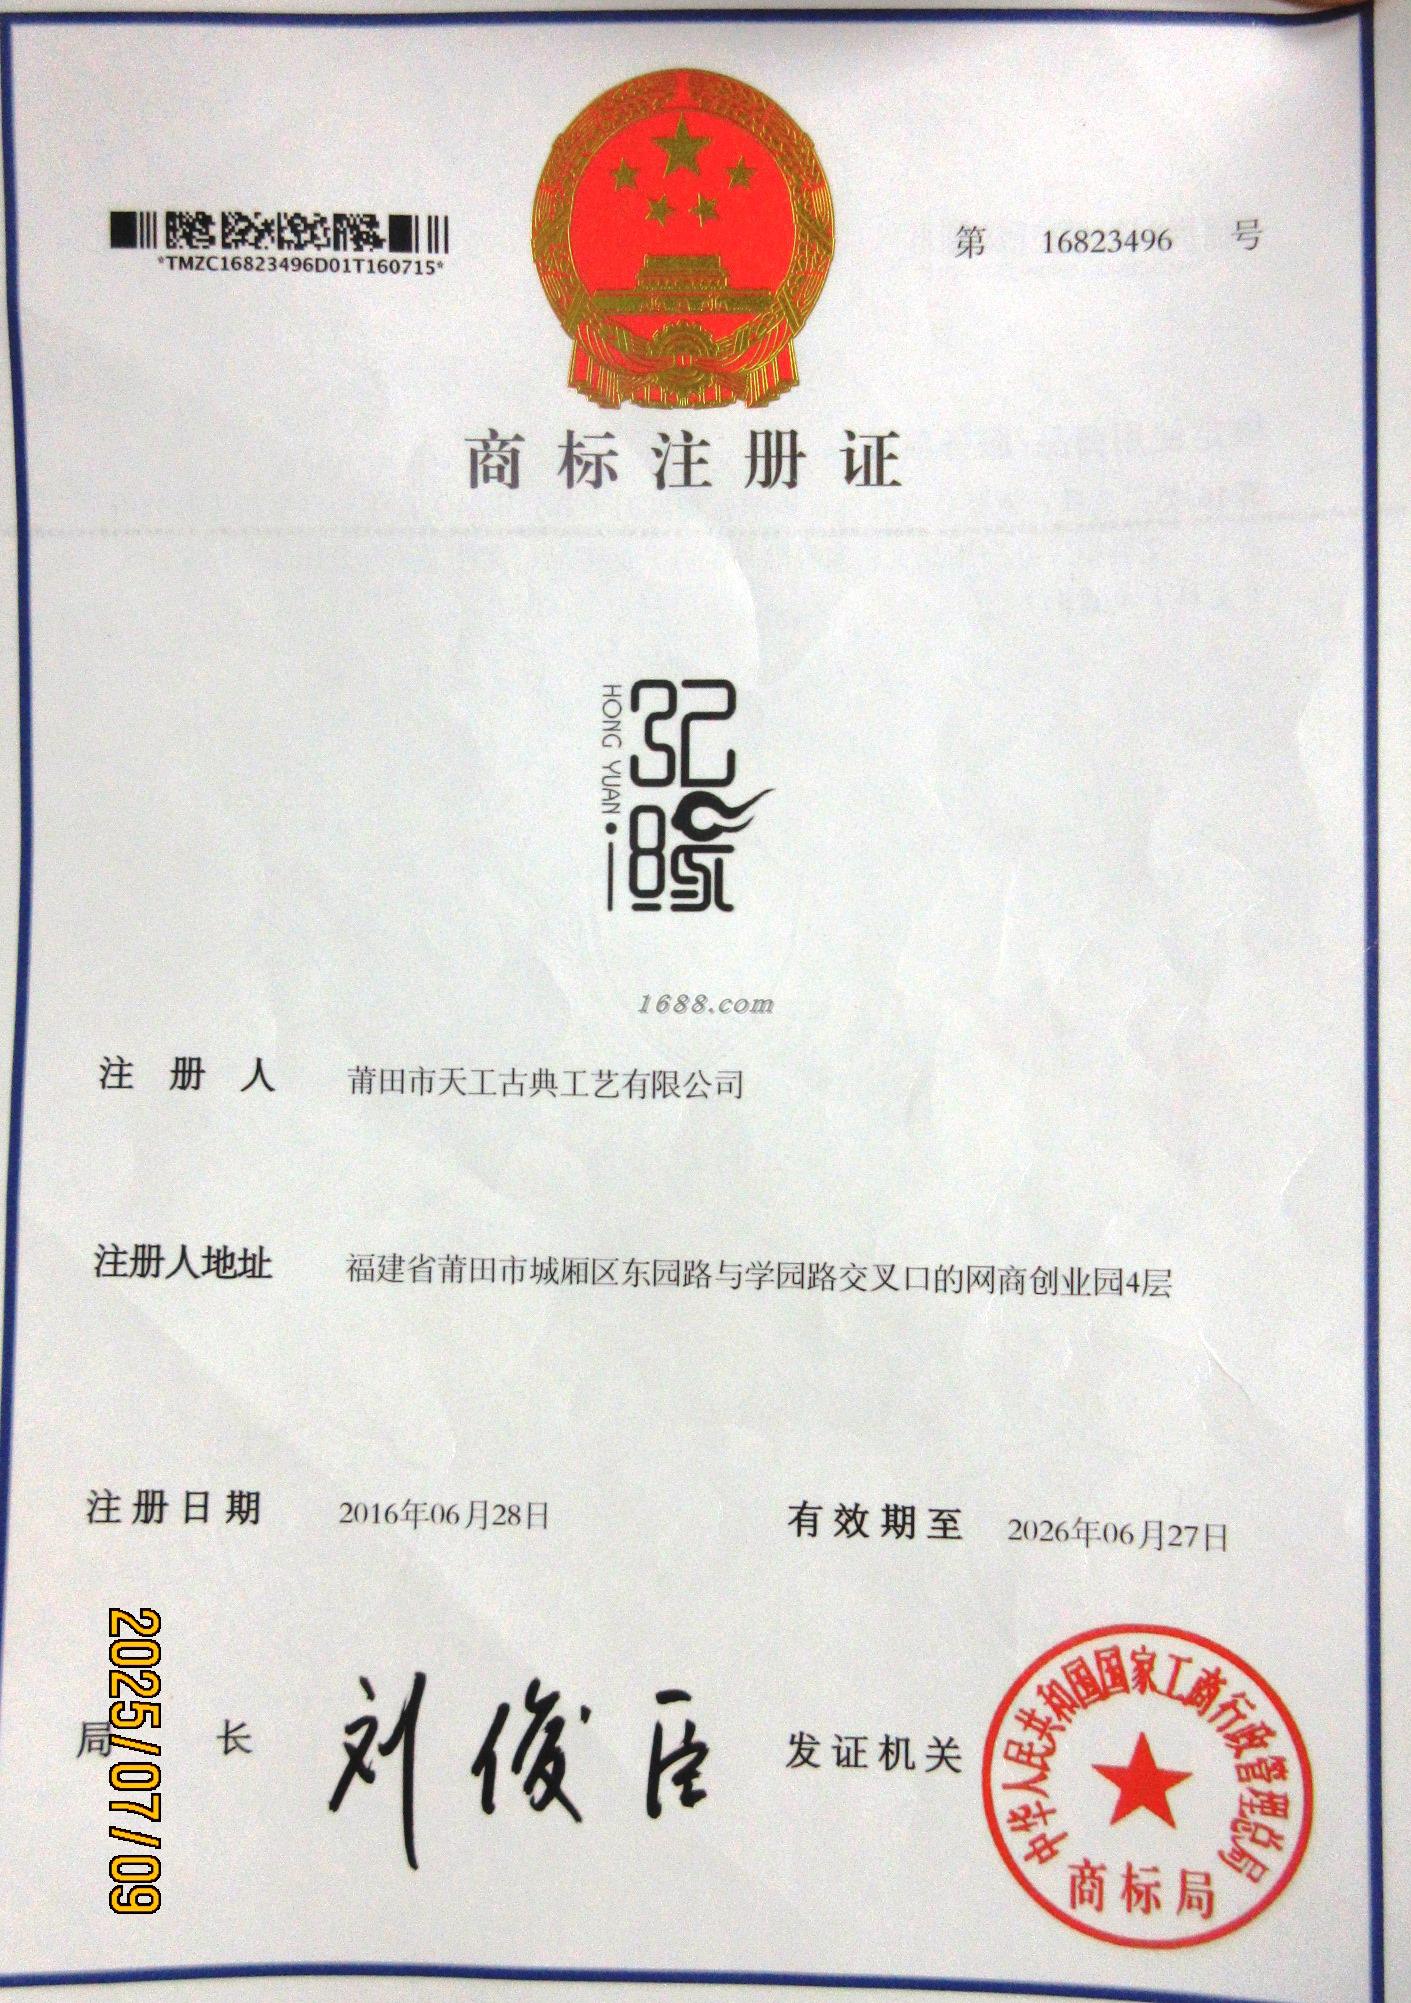 *TMZC16823496D01T160715*
第 16823496 号
商标注册证
HONG YUAN
1688.com
注册人 莆田市天工古典工艺有限公司
注册人地址 福建省莆田市城厢区东园路与学园路交叉口的网商创业园4层
注册日期 2016年06月28日 有效期至 2026年06月27日
局长 刘俊臣 发证机关
中华人民共和国国家工商行政管理总局
商标局
2025/07/09